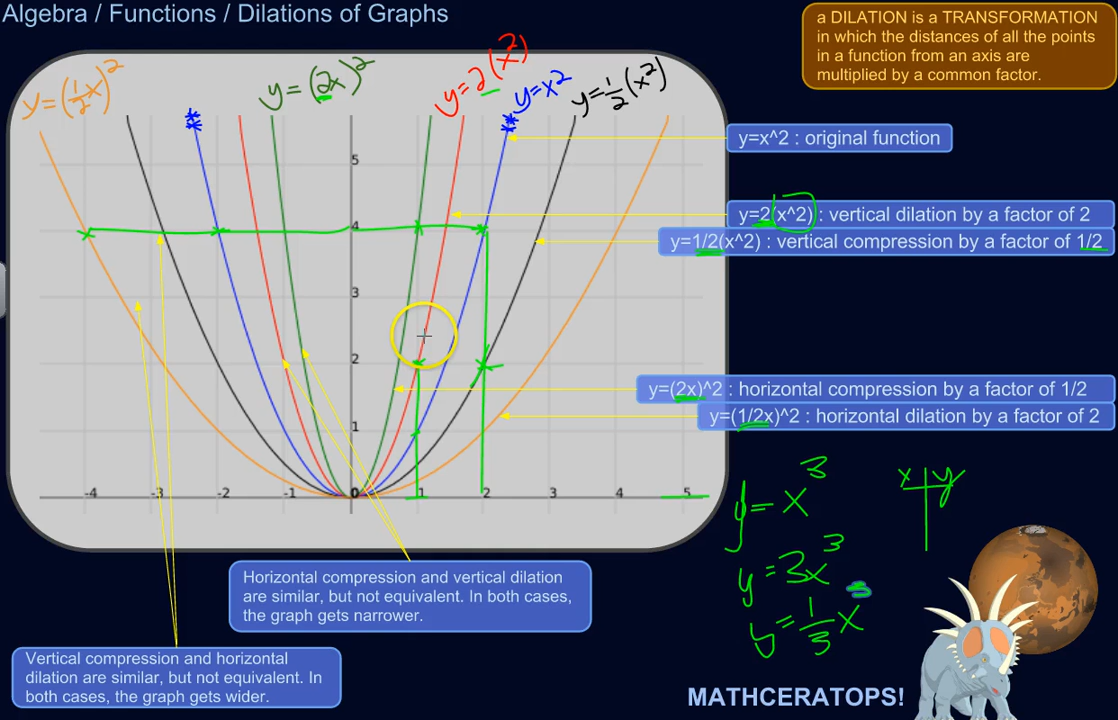 Algebra / Functions / Dilations of Graphs
a DILATION is a TRANSFORMATION
in which the distances of all the points
in a function from an axis are
multiplied by a common factor.
y=(1/2x)^2
y=(2x)^2
y=2(x^2)
y=x^2
y=1/2(x^2)
y=x^2 : original function
y=2(x^2) : vertical dilation by a factor of 2
y=1/2(x^2) : vertical compression by a factor of 1/2
y=(2x)^2 : horizontal compression by a factor of 1/2
y=(1/2x)^2 : horizontal dilation by a factor of 2
5
4
3
2
1
-4 -3 -2 -1 0 1 2 3 4 5
y=x^3
x y
y=3x^3
y=1/3x^3
Horizontal compression and vertical dilation
are similar, but not equivalent. In both cases,
the graph gets narrower.
Vertical compression and horizontal
dilation are similar, but not equivalent. In
both cases, the graph gets wider.
MATHCERATOPS!